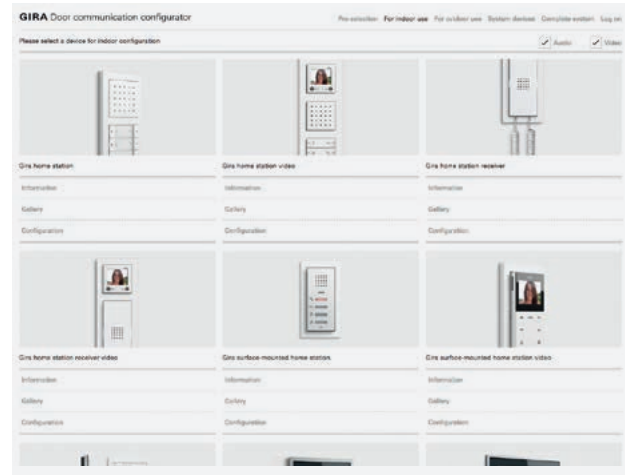 GIRA Door communication configurator
Pre-selection For indoor use For outdoor use System devices Complete system Log on
Please select a device for indoor configuration
Audio Video
Gira home station Gira home station video Gira home station receiver
Information Information Information
Gallery Gallery Gallery
Configuration Configuration Configuration
Gira home station receiver video Gira surface-mounted home station Gira surface-mounted home station video
Information Information Information
Gallery Gallery Gallery
Configuration Configuration Configuration